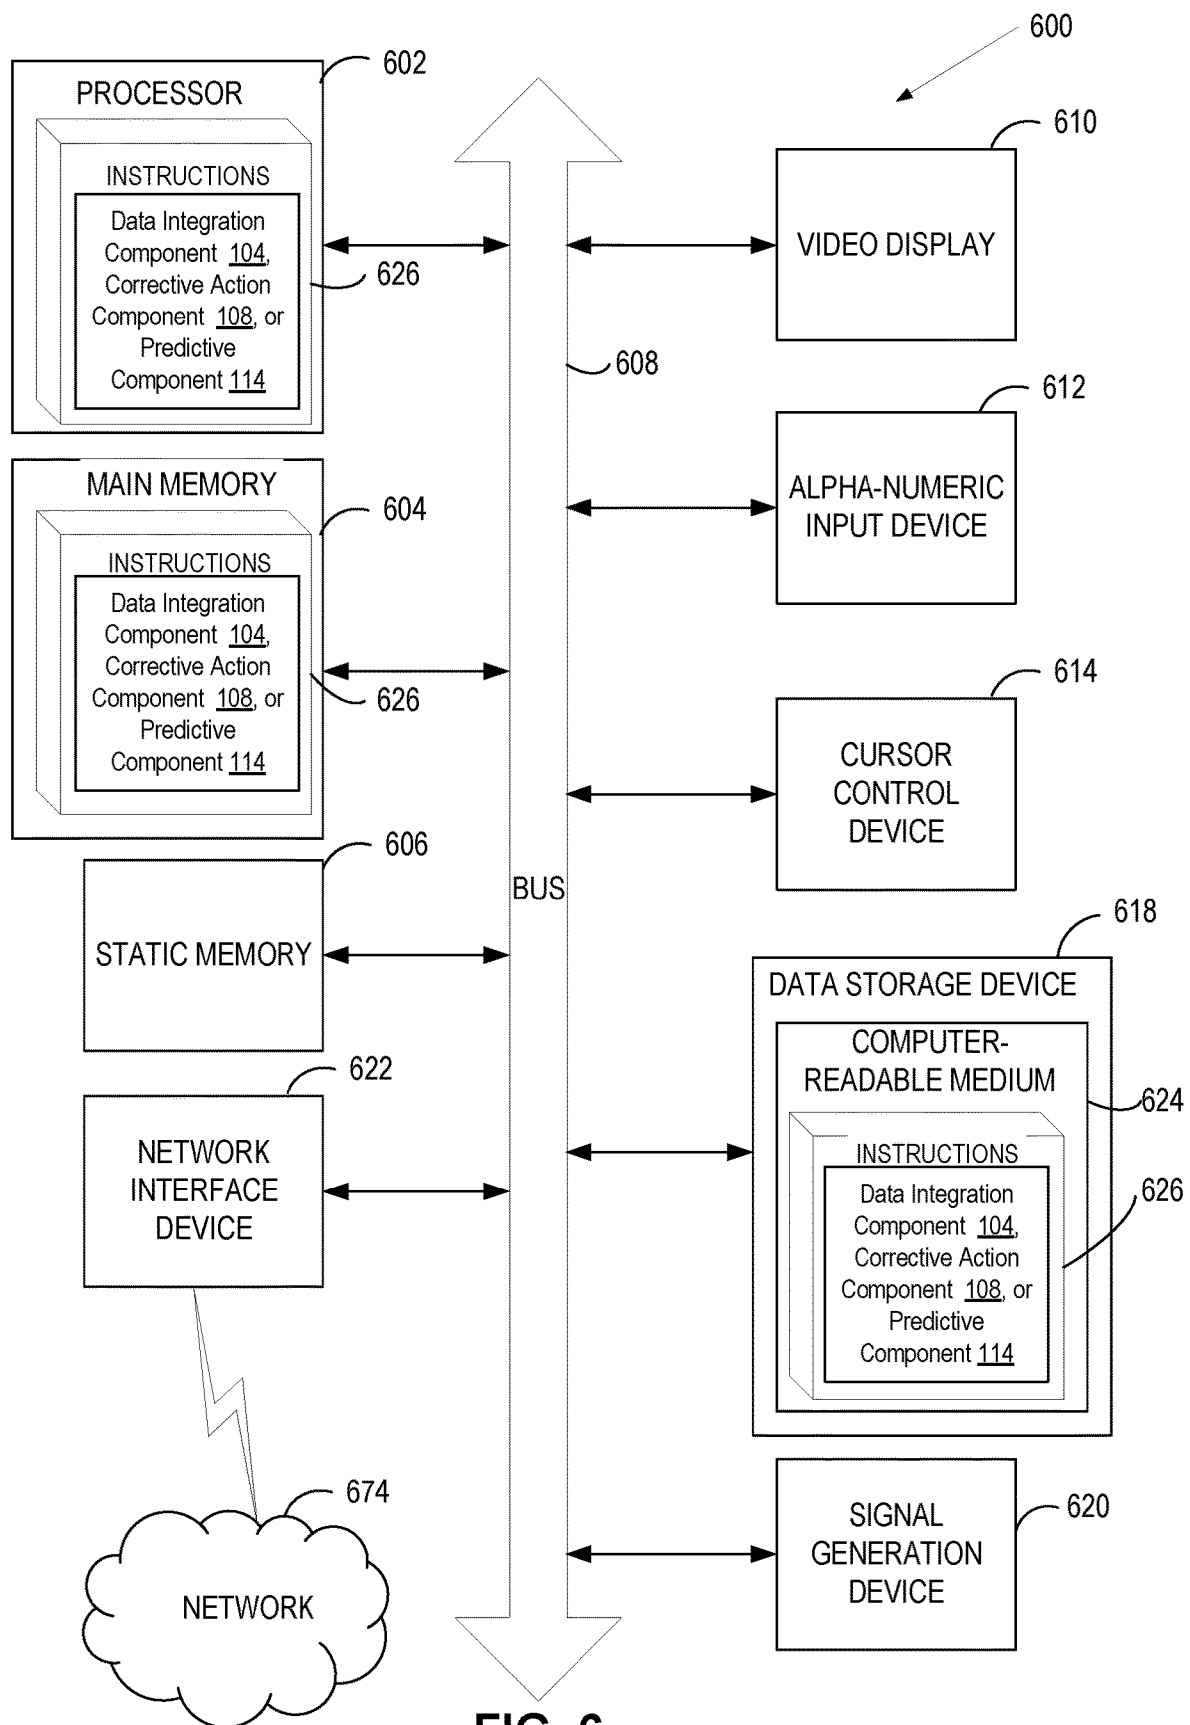 600
602
PROCESSOR
INSTRUCTIONS
Data Integration
Component 104,
Corrective Action
Component 108, or
Predictive
Component 114
626
MAIN MEMORY
604
INSTRUCTIONS
Data Integration
Component 104,
Corrective Action
Component 108, or
Predictive
Component 114
626
606
STATIC MEMORY
622
NETWORK
INTERFACE
DEVICE
674
NETWORK
608
BUS
610
VIDEO DISPLAY
612
ALPHA-NUMERIC
INPUT DEVICE
614
CURSOR
CONTROL
DEVICE
618
DATA STORAGE DEVICE
COMPUTER-
READABLE MEDIUM
624
INSTRUCTIONS
Data Integration
Component 104,
Corrective Action
Component 108, or
Predictive
Component 114
626
620
SIGNAL
GENERATION
DEVICE
FIG. 6